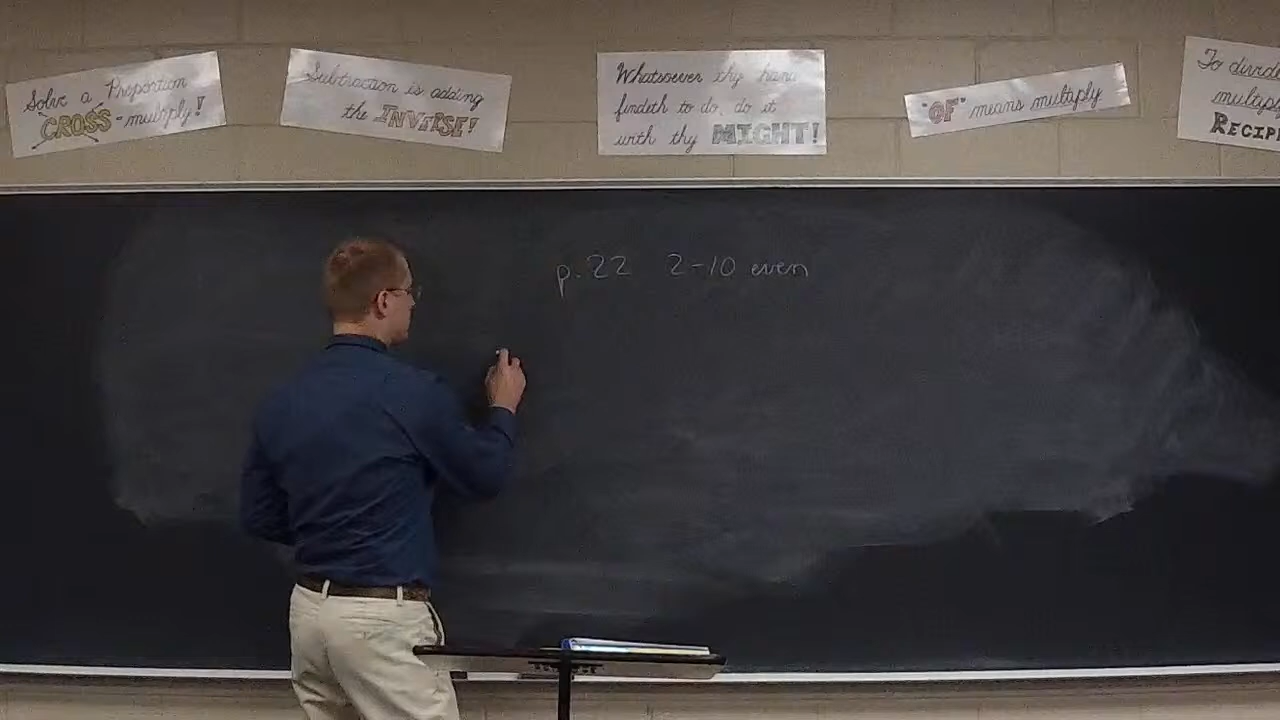 Solve a Proportion
CROSS-multiply!
Subtraction is adding
the INVERSE!
Whatsoever thy hand
findeth to do, do it
with thy MIGHT!
"OF" means multiply
To divide
multiply
p. 22 2-10 even